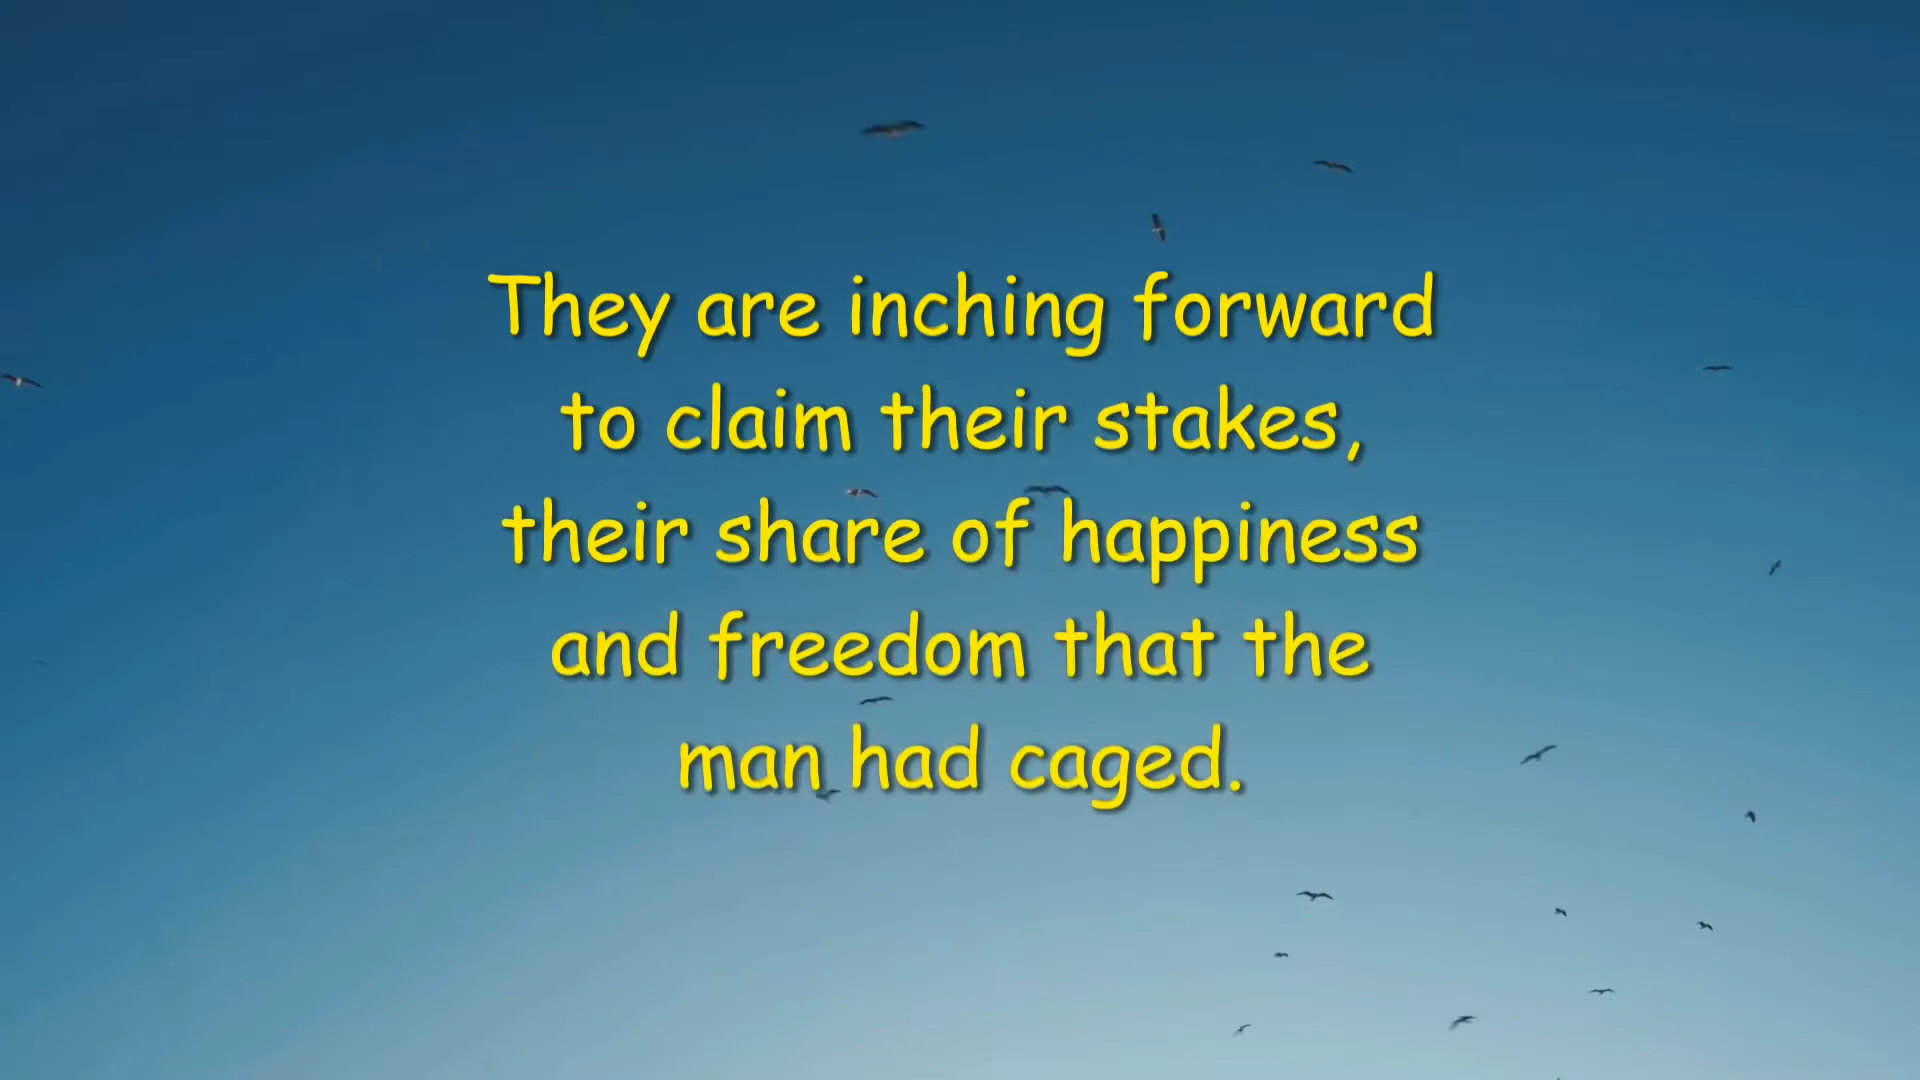 They are inching forward
to claim their stakes,
their share of happiness
and freedom that the
man had caged.